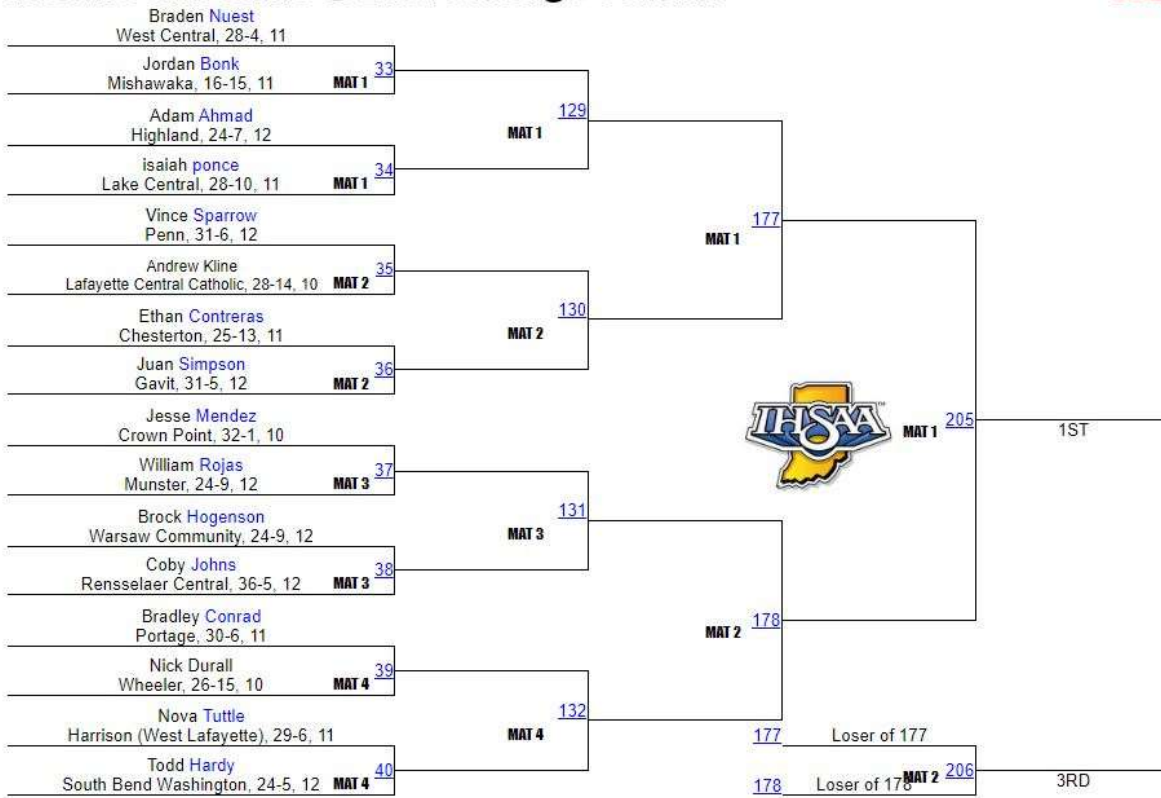 Braden Nuest
West Central, 28-4, 11
Jordan Bonk
Mishawaka, 16-15, 11
MAT 1 33
Adam Ahmad
Highland, 24-7, 12
MAT 1 129
isaiah ponce
Lake Central, 28-10, 11
MAT 1 34
Vince Sparrow
Penn, 31-6, 12
MAT 1 177
Andrew Kline
Lafayette Central Catholic, 28-14, 10
MAT 2 35
Ethan Contreras
Chesterton, 25-13, 11
MAT 2 130
Juan Simpson
Gavit, 31-5, 12
MAT 2 36
Jesse Mendez
Crown Point, 32-1, 10
IHSAA
MAT 1 205
1ST
William Rojas
Munster, 24-9, 12
MAT 3 37
Brock Hogenson
Warsaw Community, 24-9, 12
MAT 3 131
Coby Johns
Rensselaer Central, 36-5, 12
MAT 3 38
Bradley Conrad
Portage, 30-6, 11
MAT 2 178
Nick Durall
Wheeler, 26-15, 10
MAT 4 39
Nova Tuttle
Harrison (West Lafayette), 29-6, 11
MAT 4 132
177 Loser of 177
Todd Hardy
South Bend Washington, 24-5, 12
MAT 4 40
178 Loser of 178
MAT 2 206
3RD